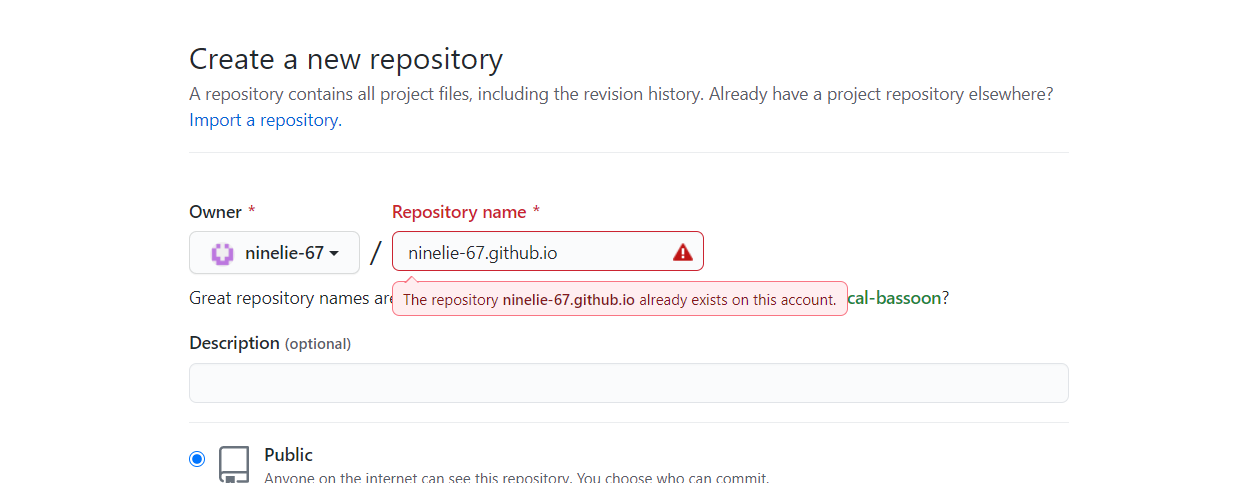 Create a new repository
A repository contains all project files, including the revision history. Already have a project repository elsewhere?
Import a repository.
Owner *
Repository name *
ninelie-67
/
ninelie-67.github.io
Great repository names are
The repository ninelie-67.github.io already exists on this account.
cal-bassoon?
Description (optional)
Public
Anyone on the internet can see this repository. You choose who can commit.